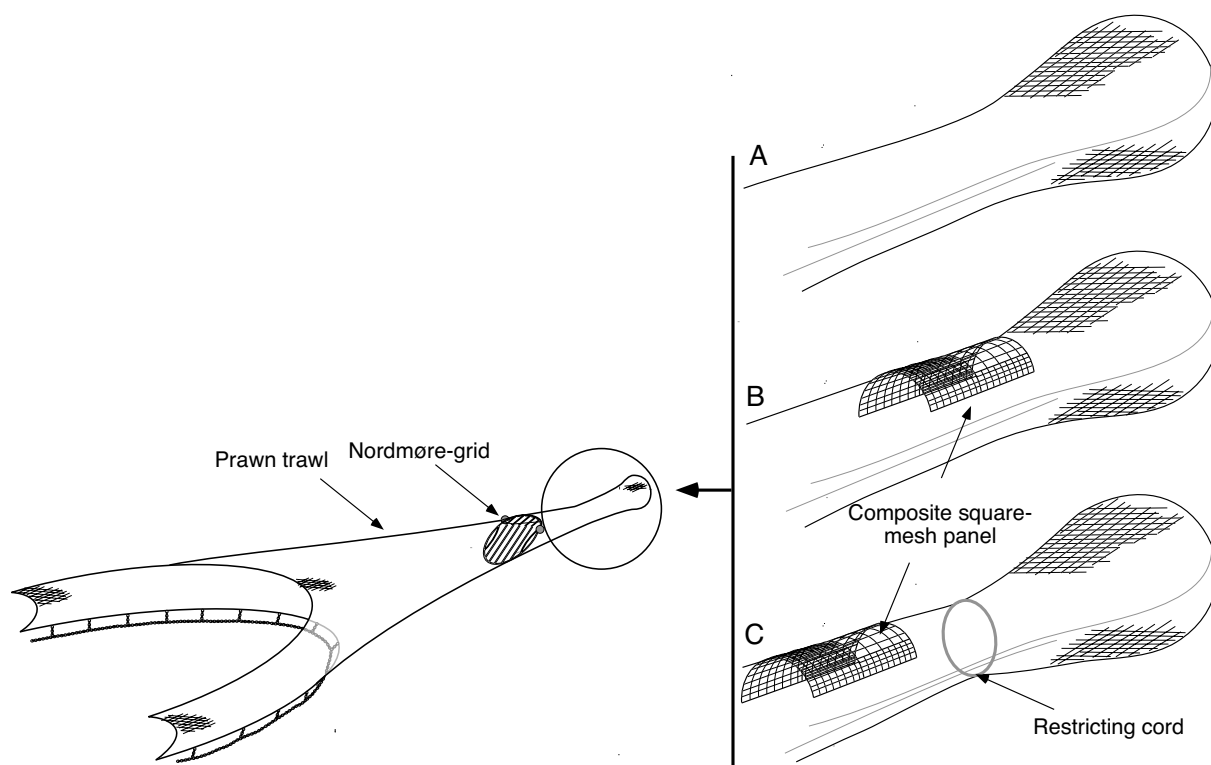 A
B
Prawn trawl
Nordmøre-grid
Composite square-
mesh panel
C
Restricting cord